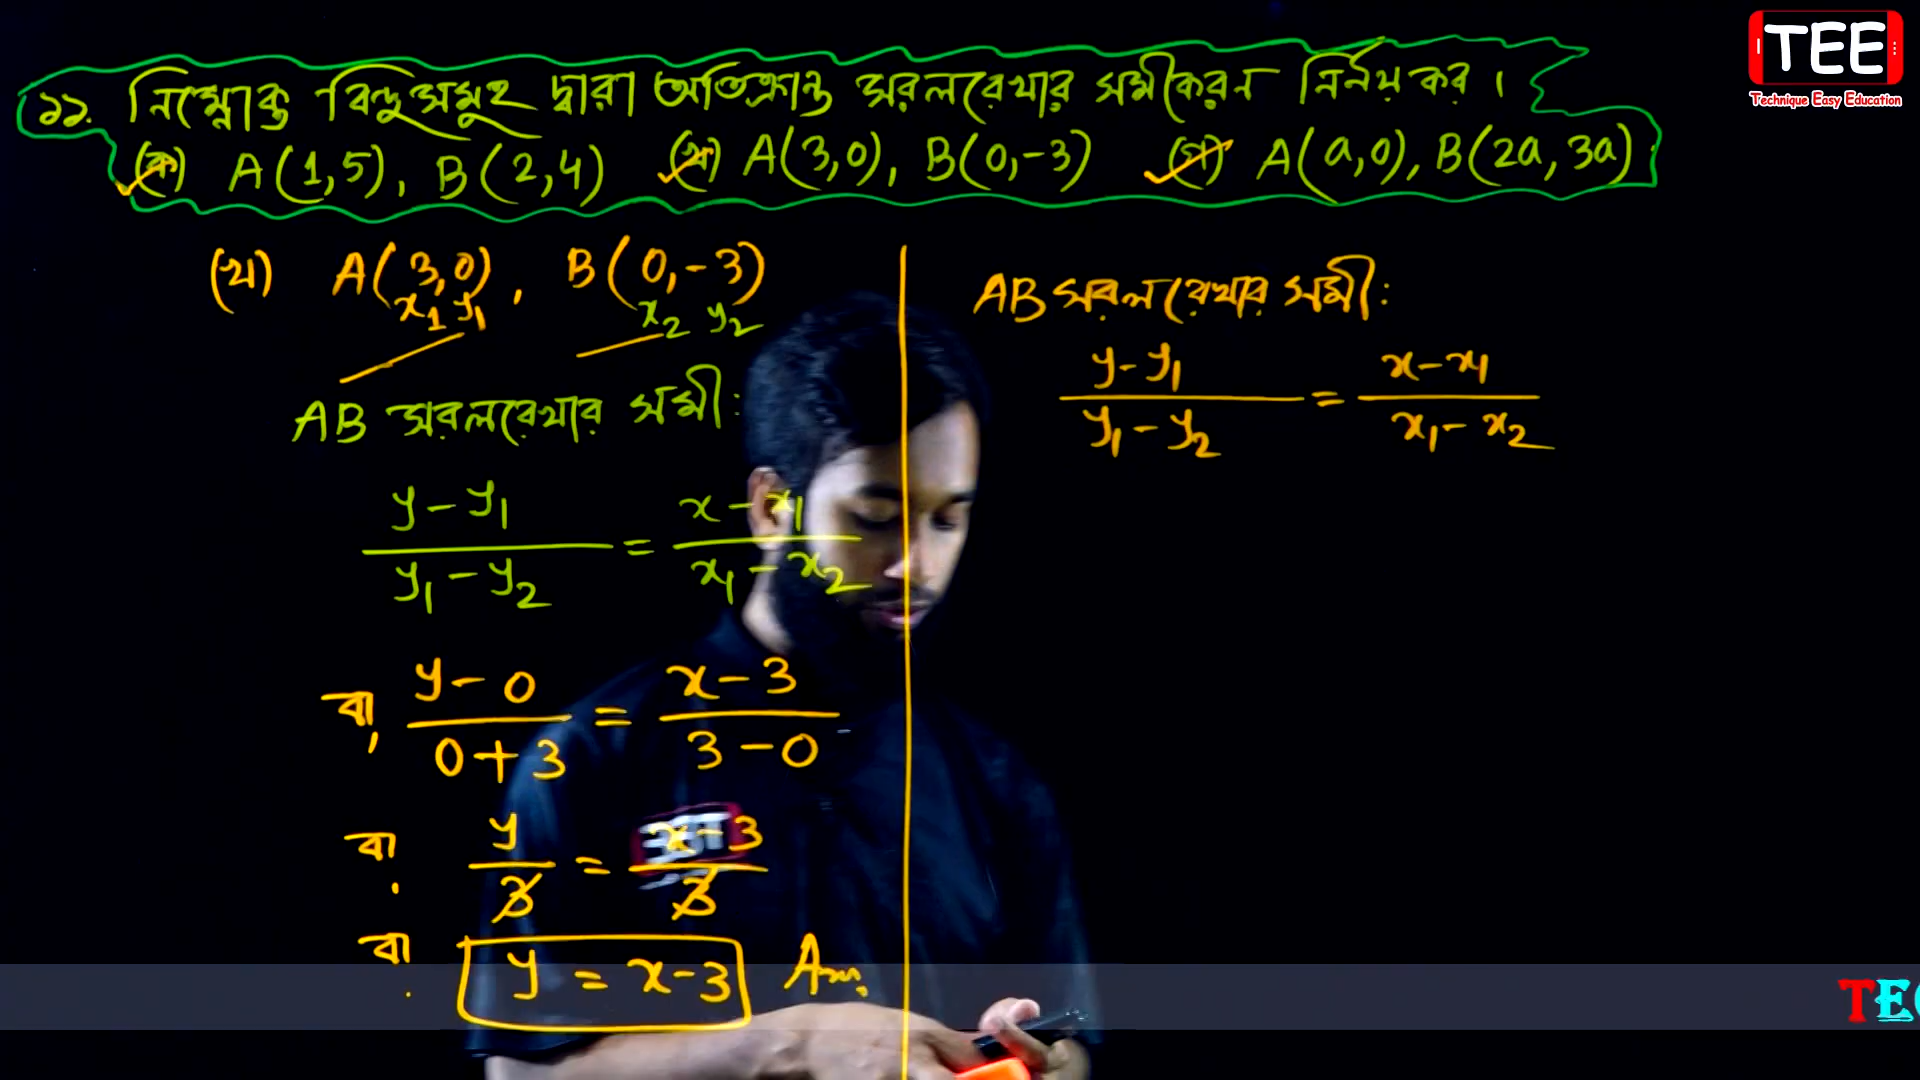 TEE
Technique Easy Education
১১. নিম্নোক্ত বিন্দুসমুহ দ্বারা অতিক্রান্ত সরলরেখার সমীকরন নির্নয় কর।
(ক) A(1,5), B(2,4) (খ) A(3,0), B(0,-3) (গ) A(a,0), B(2a,3a)
(খ) A(3,0), B(0,-3)
x₁ y₁ x₂ y₂
AB সরলরেখার সমী:
(y-y₁)/(y₁-y₂) = (x-x₁)/(x₁-x₂)
বা, (y-0)/(0+3) = (x-3)/(3-0)
বা, y/3 = (x-3)/3
বা, y = x-3 Ans.
AB সরলরেখার সমী:
(y-y₁)/(y₁-y₂) = (x-x₁)/(x₁-x₂)